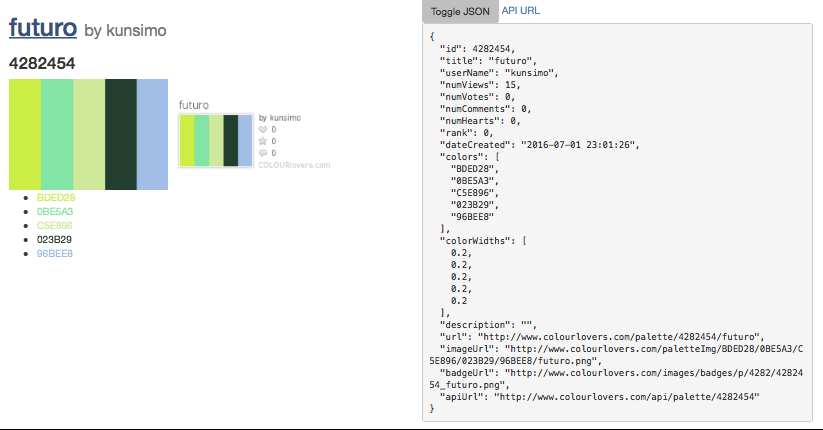 futuro by kunsimo
4282454
futuro
by kunsimo
0
0
0
COLOURlovers.com
BDED28
0BE5A3
C5E896
023B29
96BEE8
Toggle JSON API URL
{
"id": 4282454,
"title": "futuro",
"userName": "kunsimo",
"numViews": 15,
"numVotes": 0,
"numComments": 0,
"numHearts": 0,
"rank": 0,
"dateCreated": "2016-07-01 23:01:26",
"colors": [
"BDED28",
"0BE5A3",
"C5E896",
"023B29",
"96BEE8"
],
"colorWidths": [
0.2,
0.2,
0.2,
0.2,
0.2
],
"description": "",
"url": "http://www.colourlovers.com/palette/4282454/futuro",
"imageUrl": "http://www.colourlovers.com/paletteImg/BDED28/0BE5A3/C
5E896/023B29/96BEE8/futuro.png",
"badgeUrl": "http://www.colourlovers.com/images/badges/p/4282/42824
54_futuro.png",
"apiUrl": "http://www.colourlovers.com/api/palette/4282454"
}